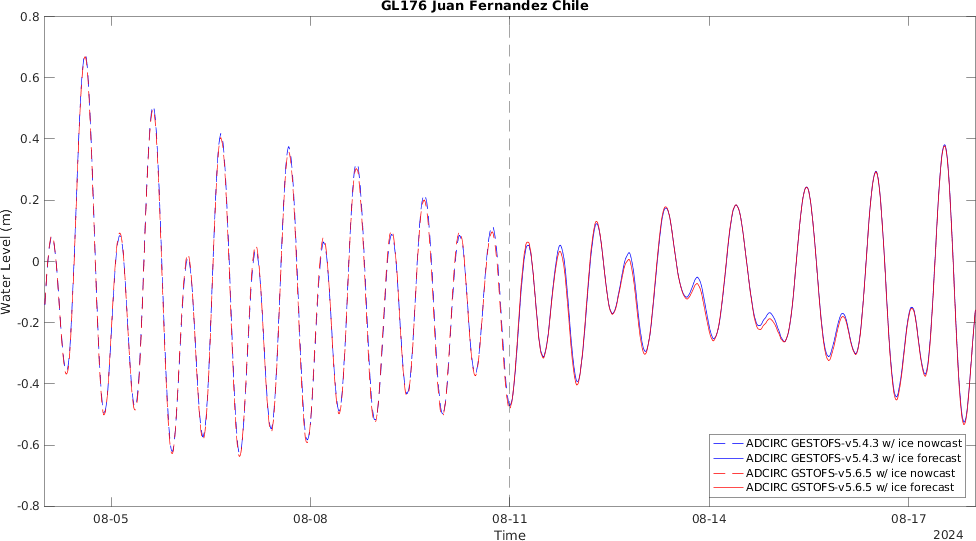 GL176 Juan Fernandez Chile
0.8
0.6
0.4
0.2
0
-0.2
-0.4
-0.6
-0.8
Water Level (m)
ADCIRC GESTOFS-v5.4.3 w/ ice nowcast
ADCIRC GESTOFS-v5.4.3 w/ ice forecast
ADCIRC GSTOFS-v5.6.5 w/ ice nowcast
ADCIRC GSTOFS-v5.6.5 w/ ice forecast
08-05 08-08 08-11 08-14 08-17
Time
2024